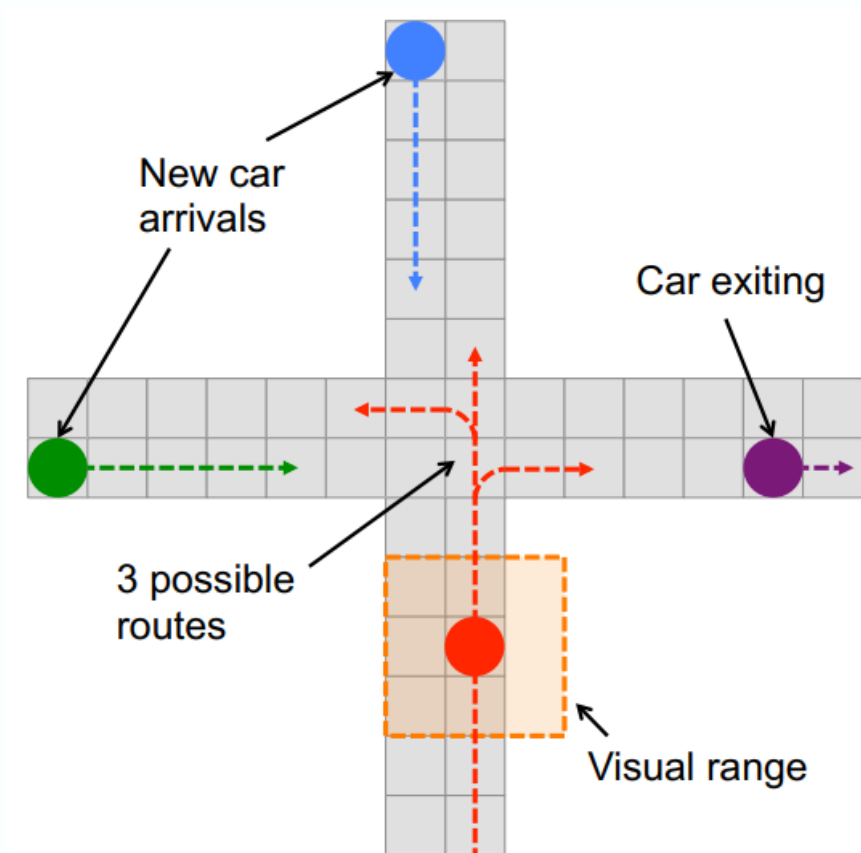 New car
arrivals
Car exiting
3 possible
routes
Visual range